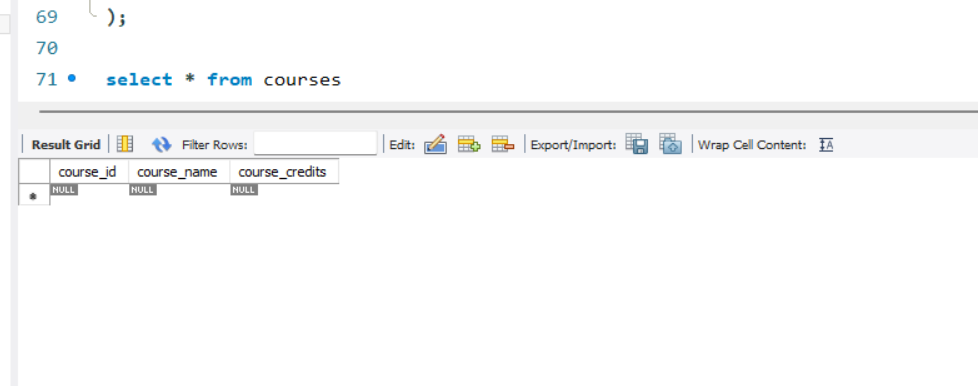 69 );
70
71 select * from courses
Result Grid Filter Rows: Edit: Export/Import: Wrap Cell Content: IA
course_id course_name course_credits
* NULL NULL NULL